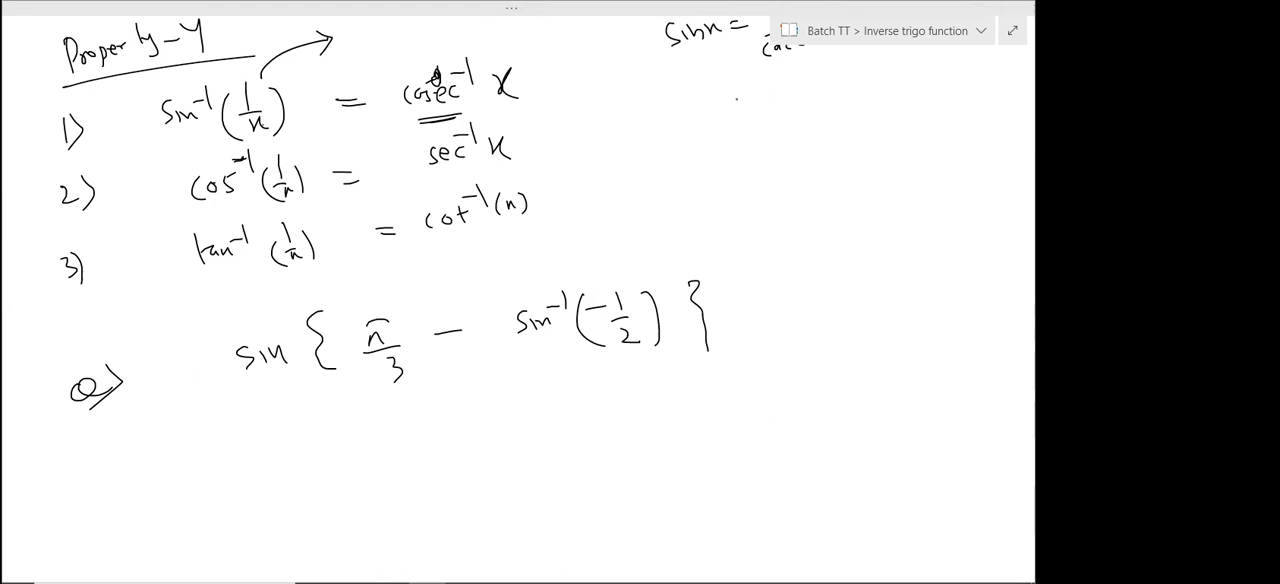 Property-4
sinx =
Batch TT > Inverse trigo function
1) sin⁻¹(1/x) = cosec⁻¹ x
2) cos⁻¹(1/x) = sec⁻¹ x
3) tan⁻¹(1/x) = cot⁻¹(x)
Q) sin { π/3 - sin⁻¹(-1/2) }